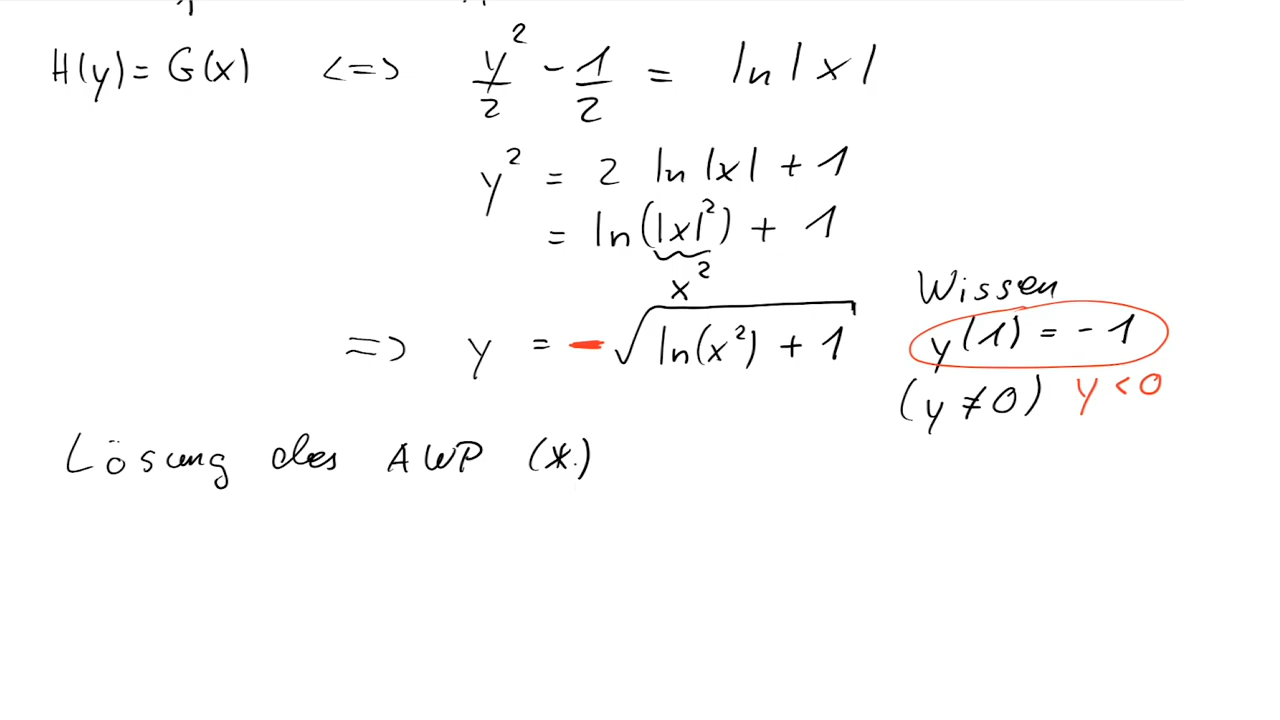 H(y) = G(x) <=> y²/2 - 1/2 = ln|x|
y² = 2 ln|x| + 1
= ln(|x|²) + 1
x²
Wissen
=> y = -√(ln(x²) + 1)
y(1) = -1
(y ≠ 0) y < 0
Lösung des AWP (*)